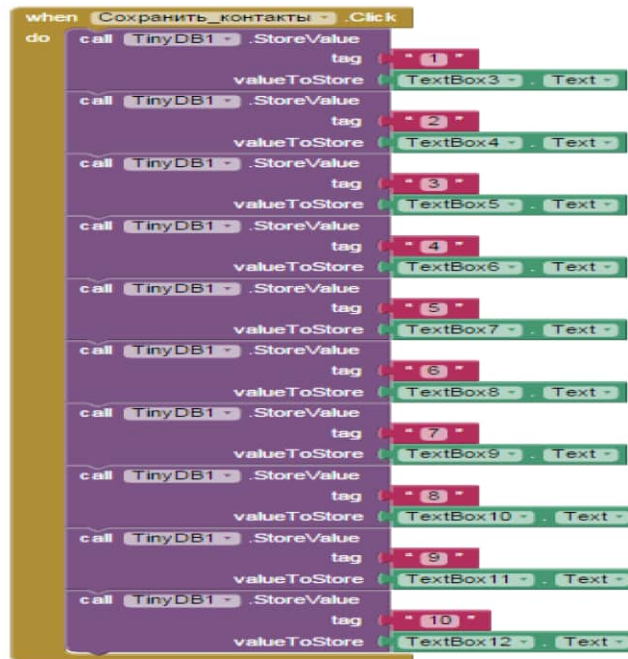 when Сохранить_контакты .Click
do call TinyDB1 .StoreValue
tag " 1 "
valueToStore TextBox3 . Text
call TinyDB1 .StoreValue
tag " 2 "
valueToStore TextBox4 . Text
call TinyDB1 .StoreValue
tag " 3 "
valueToStore TextBox5 . Text
call TinyDB1 .StoreValue
tag " 4 "
valueToStore TextBox6 . Text
call TinyDB1 .StoreValue
tag " 5 "
valueToStore TextBox7 . Text
call TinyDB1 .StoreValue
tag " 6 "
valueToStore TextBox8 . Text
call TinyDB1 .StoreValue
tag " 7 "
valueToStore TextBox9 . Text
call TinyDB1 .StoreValue
tag " 8 "
valueToStore TextBox10 . Text
call TinyDB1 .StoreValue
tag " 9 "
valueToStore TextBox11 . Text
call TinyDB1 .StoreValue
tag " 10 "
valueToStore TextBox12 . Text